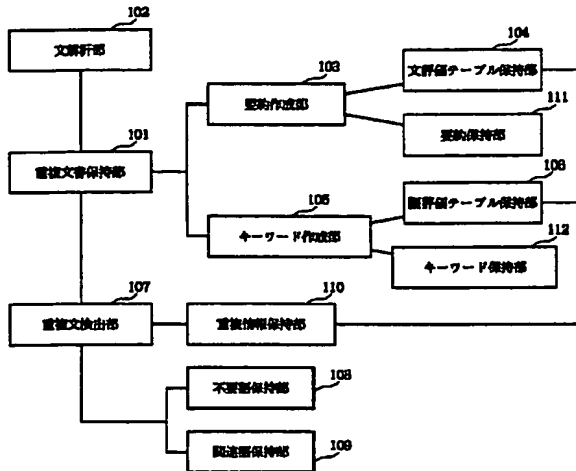 102
文解析部
101
重複文書保持部
103
要約作成部
104
文評価テーブル保持部
111
要約保持部
105
キーワード作成部
106
語評価テーブル保持部
112
キーワード保持部
107
重複文検出部
110
重複情報保持部
108
不要語保持部
109
関連語保持部